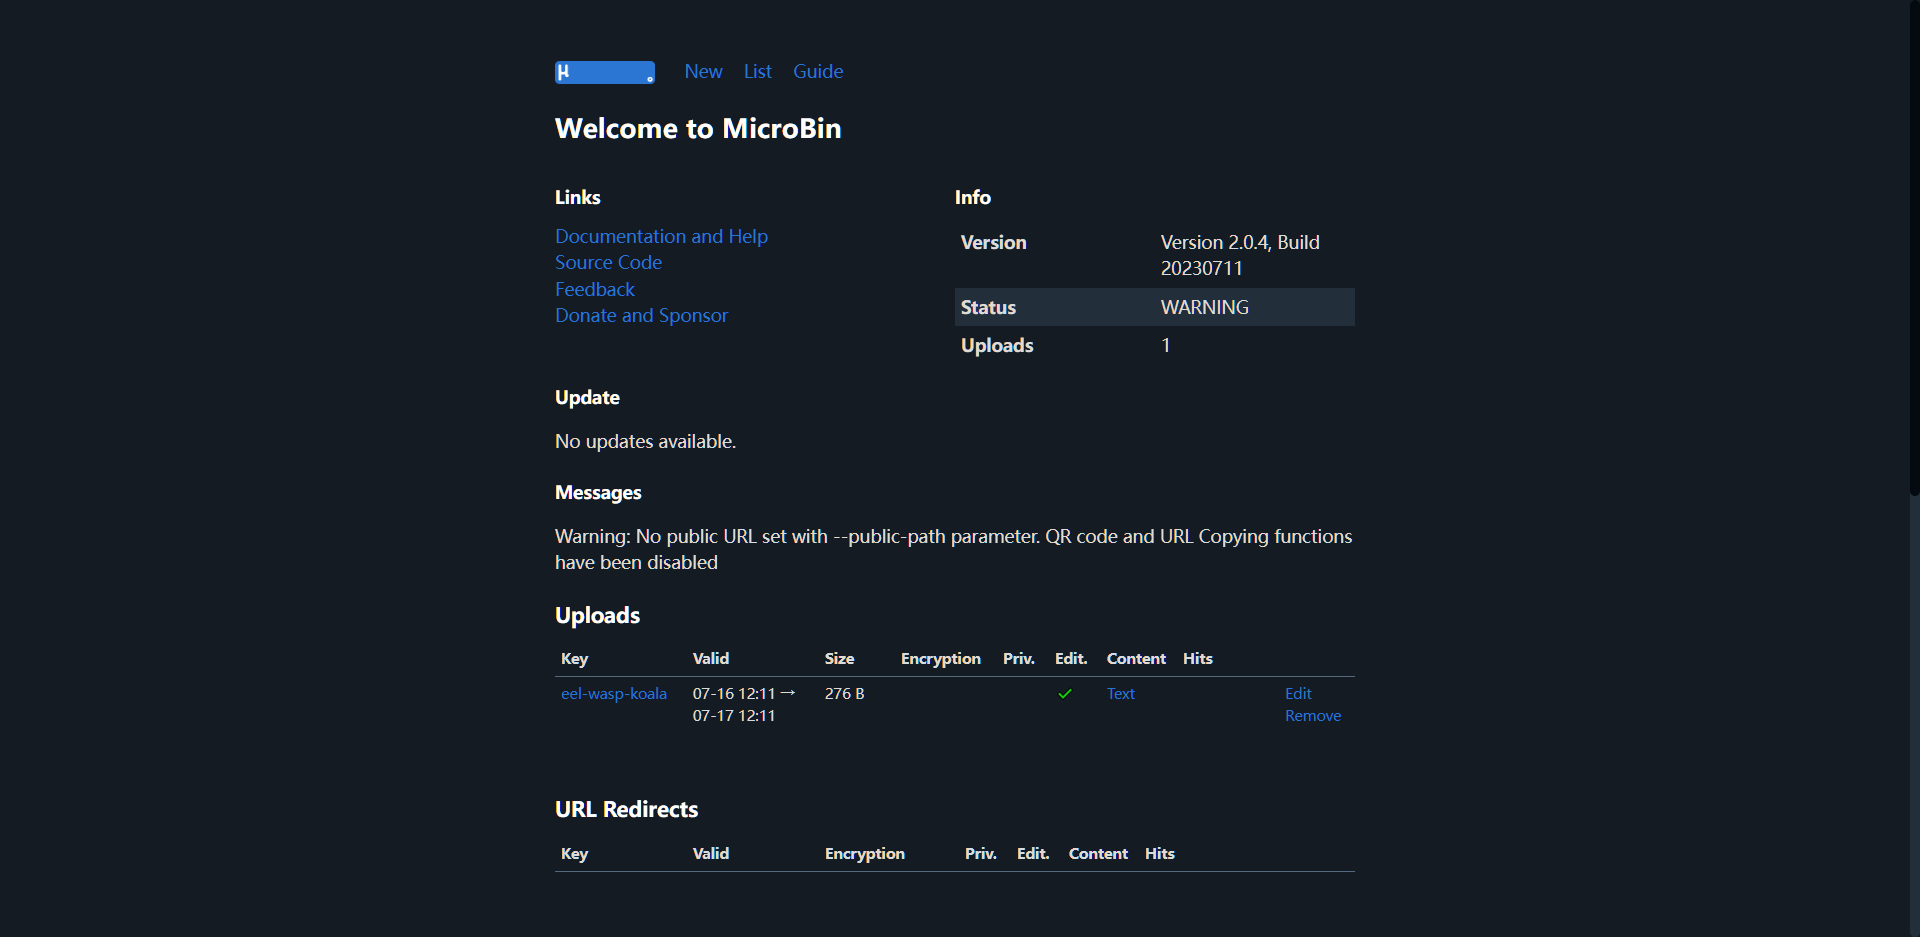 μ New List Guide
Welcome to MicroBin
Links
Documentation and Help
Source Code
Feedback
Donate and Sponsor
Info
Version Version 2.0.4, Build
20230711
Status WARNING
Uploads 1
Update
No updates available.
Messages
Warning: No public URL set with --public-path parameter. QR code and URL Copying functions
have been disabled
Uploads
Key Valid Size Encryption Priv. Edit. Content Hits
eel-wasp-koala 07-16 12:11 → 276 B ✓ Text Edit
07-17 12:11 Remove
URL Redirects
Key Valid Encryption Priv. Edit. Content Hits